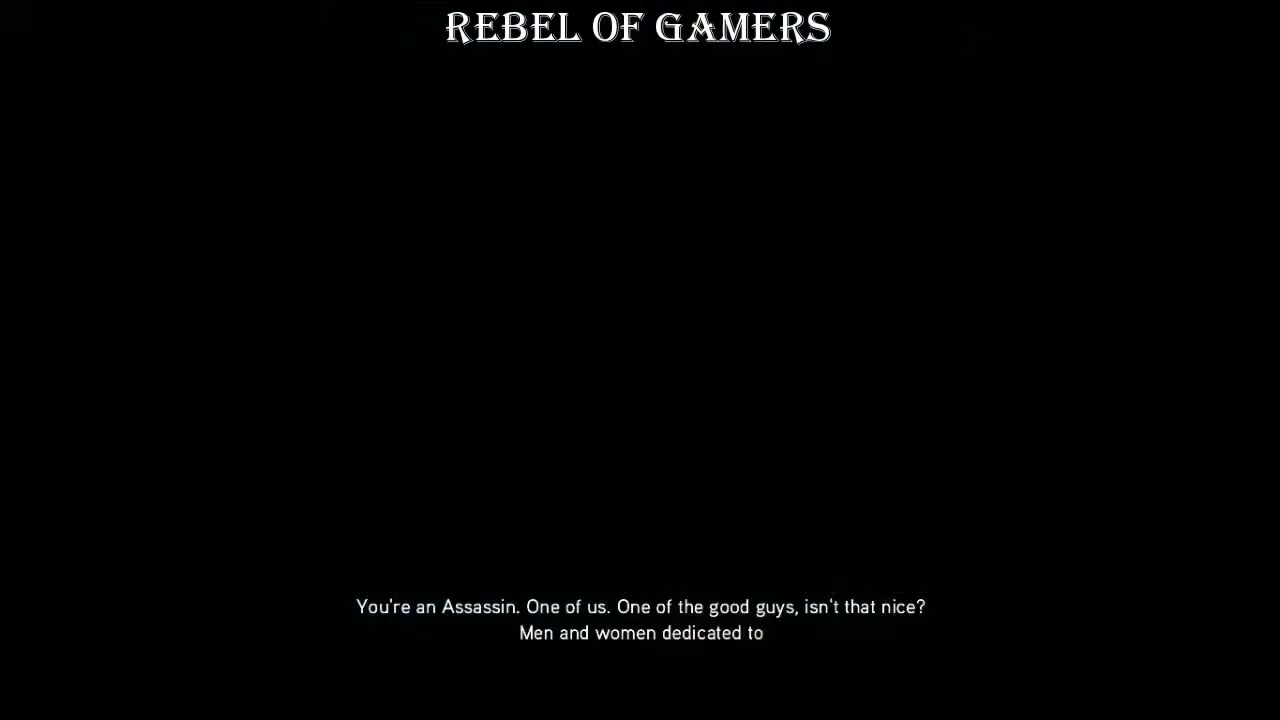 REBEL OF GAMERS
You're an Assassin. One of us. One of the good guys, isn't that nice?
Men and women dedicated to